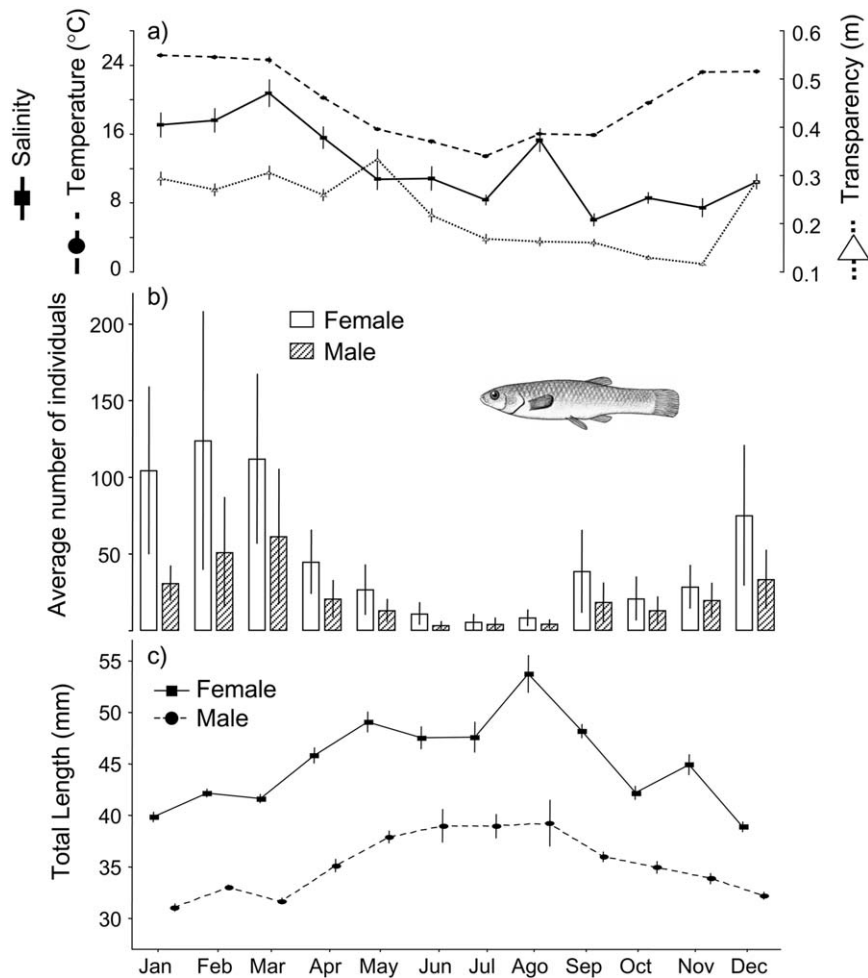 a)
Salinity
Temperature (°C)
24
16
8
0
0.6
0.5
0.4
0.3
0.2
0.1
Transparency (m)
b)
Female
Male
Average number of individuals
200
150
100
50
c)
Female
Male
Total Length (mm)
55
50
45
40
35
30
Jan Feb Mar Apr May Jun Jul Ago Sep Oct Nov Dec